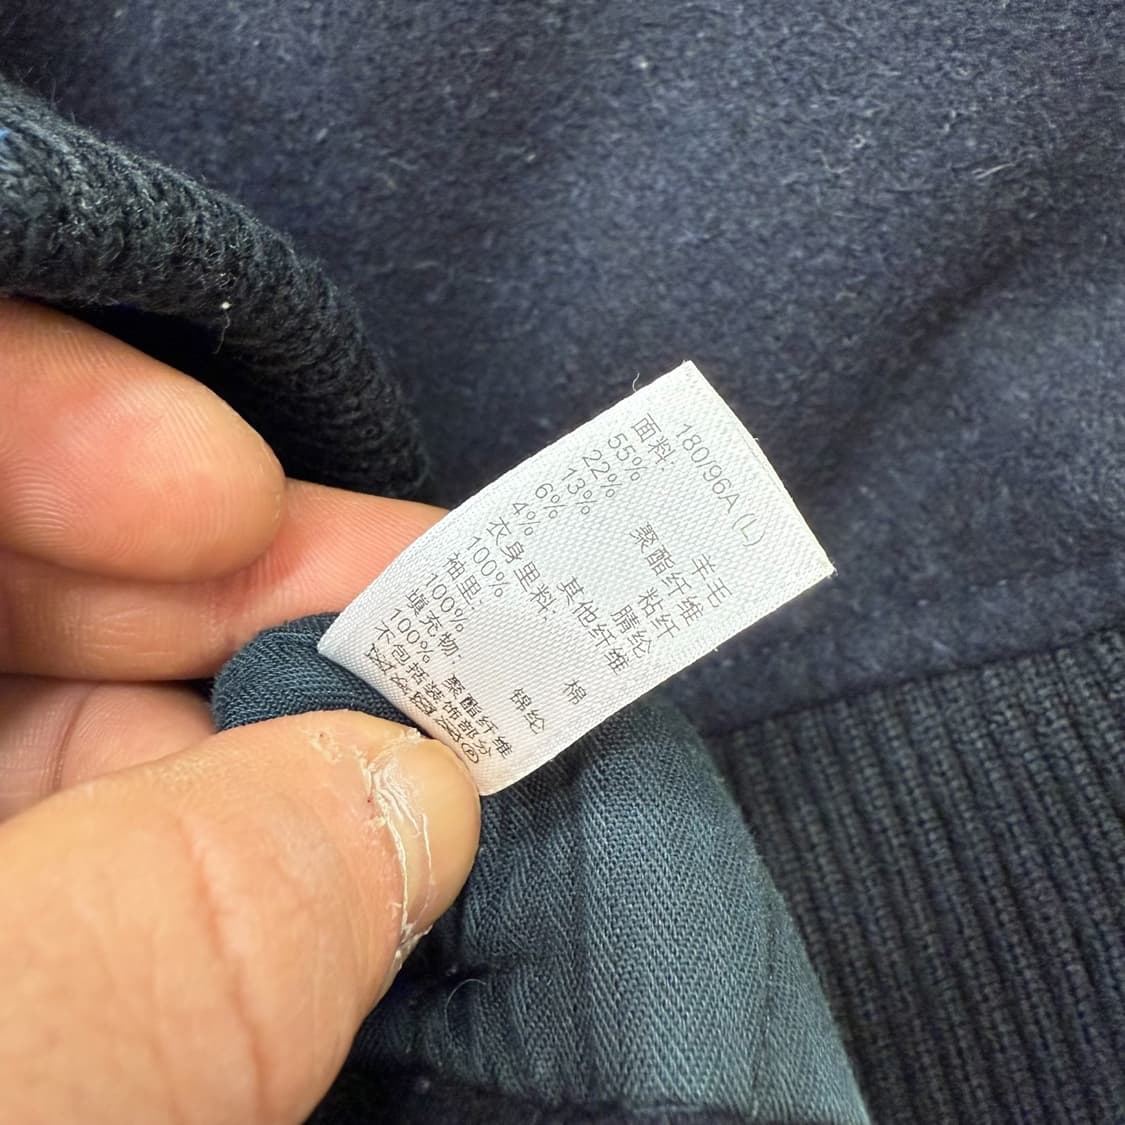 180/96A (L)
面料:
55% 羊毛
22% 聚酯纤维
13% 粘纤
6% 腈纶
4% 其他纤维
衣身里料:
100% 棉
袖里:
100% 锦纶
填充物:
100% 聚酯纤维
不包括装饰部分